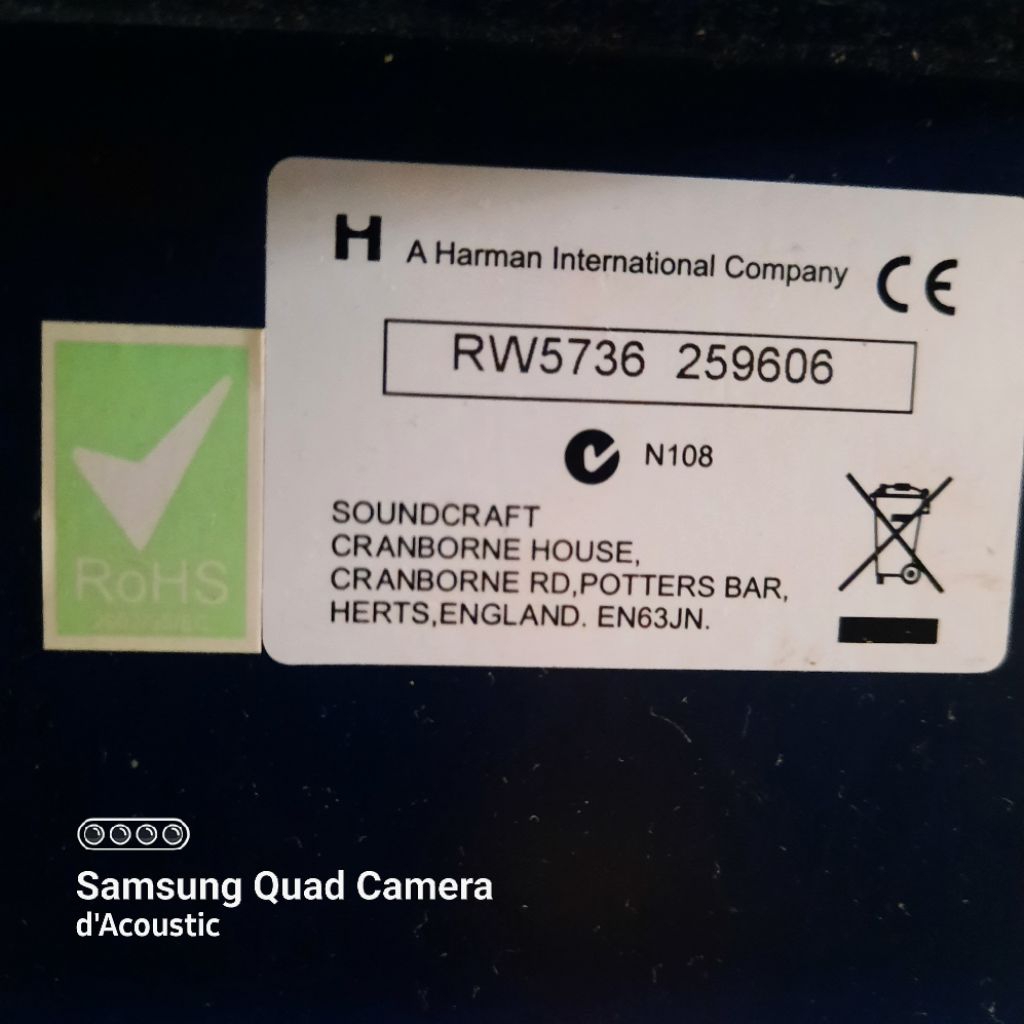 H A Harman International Company CE
RW5736 259606
N108
SOUNDCRAFT
CRANBORNE HOUSE,
CRANBORNE RD,POTTERS BAR,
HERTS,ENGLAND. EN63JN.
RoHS
Samsung Quad Camera
d'Acoustic